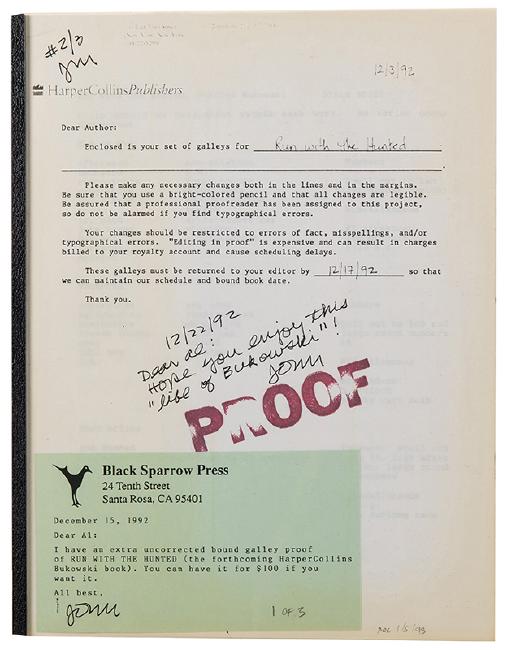 #2/3
JM
12/3/92
HarperCollinsPublishers
Dear Author:
Enclosed is your set of galleys for Run with the Hunted
Please make any necessary changes both in the lines and in the margins.
Be sure that you use a bright-colored pencil and that all changes are legible.
Be assured that a professional proofreader has been assigned to this project,
so do not be alarmed if you find typographical errors.
Your changes should be restricted to errors of fact, misspellings, and/or
typographical errors. "Editing in proof" is expensive and can result in charges
billed to your royalty account and cause scheduling delays.
These galleys must be returned to your editor by 12/17/92 so that
we can maintain our schedule and bound book date.
Thank you.
12/22/92
Dear Al:
Hope you enjoy this
"life of Bukowski"!
John
PROOF
Black Sparrow Press
24 Tenth Street
Santa Rosa, CA 95401
December 15, 1992
Dear Al:
I have an extra uncorrected bound galley proof
of RUN WITH THE HUNTED (the forthcoming HarperCollins
Bukowski book). You can have it for $100 if you
want it.
All best,
John
1 OF 3
REC 1/5/93